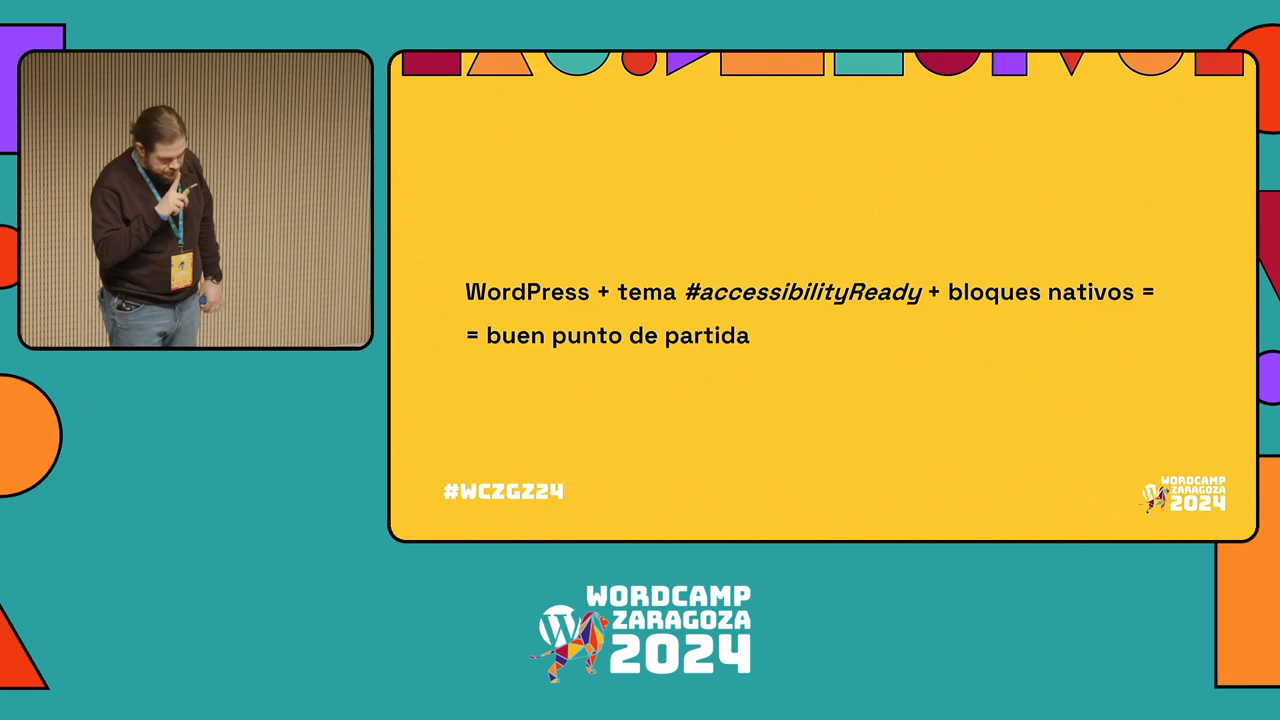 WordPress + tema #accessibilityReady + bloques nativos =
= buen punto de partida
#WCZGZ24
WORDCAMP
ZARAGOZA
2024
WORDCAMP
ZARAGOZA
2024